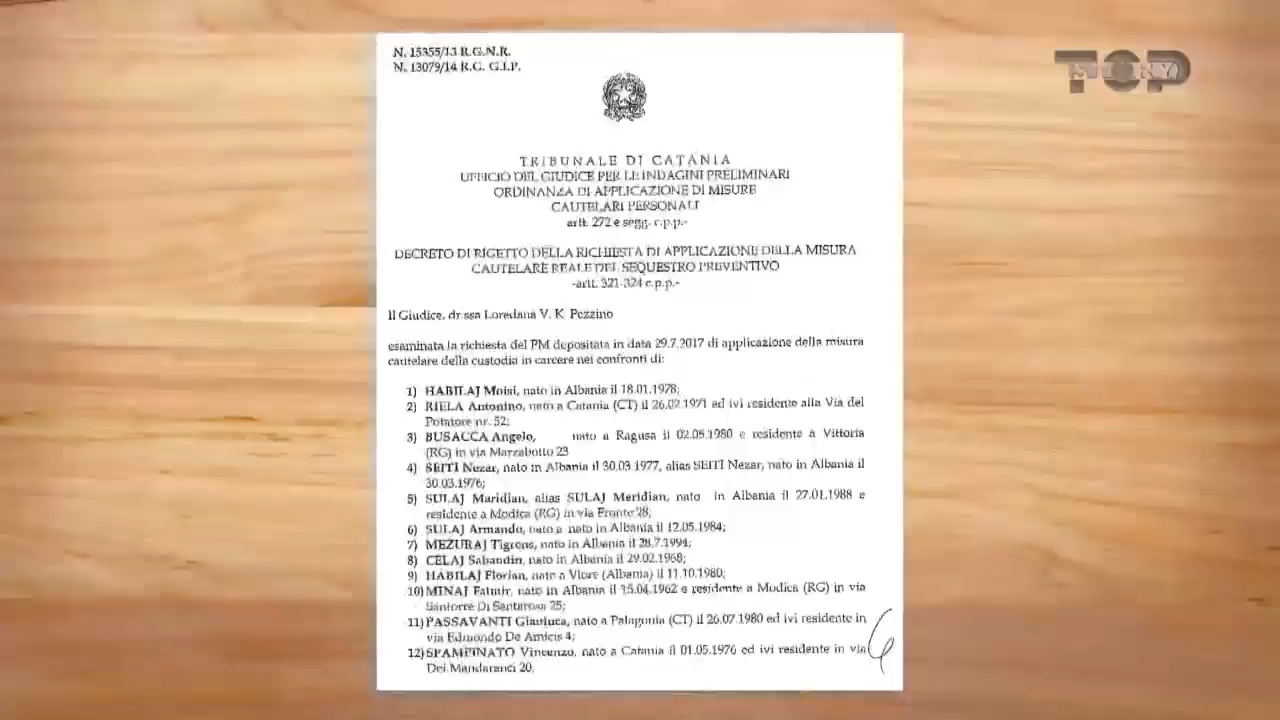 N. 15355/13 R.G.N.R.
N. 13079/14 R.G. G.I.P.
TOP
STORY
TRIBUNALE DI CATANIA
UFFICIO DEL GIUDICE PER LE INDAGINI PRELIMINARI
ORDINANZA DI APPLICAZIONE DI MISURE
CAUTELARI PERSONALI
artt. 272 e segg. c.p.p.-
DECRETO DI RIGETTO DELLA RICHIESTA DI APPLICAZIONE DELLA MISURA
CAUTELARE REALE DEL SEQUESTRO PREVENTIVO
-artt. 321-324 c.p.p.-
Il Giudice, dr ssa Loredana V. K Pezzino
esaminata la richiesta del PM depositata in data 29.7.2017 di applicazione della misura
cautelare della custodia in carcere nei confronti di:
1) HABILAJ Moisi, nato in Albania il 18.01.1978;
2) RIELA Antonino, nato a Catania (CT) il 26.02.1971 ed ivi residente alla Via del
Potatore nr. 52;
3) BUSACCA Angelo, nato a Ragusa il 02.05.1980 e residente a Vittoria
(RG) in via Marzabotto 23
4) SEITI Nezar, nato in Albania il 30.03 1977, alias SEITI Nezar, nato in Albania il
30.03.1976;
5) SULAJ Maridian, alias SULAJ Meridian, nato in Albania il 27.01.1988 e
residente a Modica (RG) in via Fronte 28;
6) SULAJ Armando, nato a nato in Albania il 12.05.1984;
7) MEZURAJ Tigrens, nato in Albania il 28.7.1994;
8) CELAJ Sabaudin, nato in Albania il 29.02.1968;
9) HABILAJ Florian, nato a Vlore (Albania) il 11.10.1980;
10) MINAJ Fatmir, nato in Albania il 15.04.1962 e residente a Modica (RG) in via
Santorre Di Santarosa 25;
11) PASSAVANTI Gianluca, nato a Palagonia (CT) il 26.07.1980 ed ivi residente in
via Edmondo De Amicis 4;
12) SPAMPINATO Vincenzo, nato a Catania il 01.05.1976 ed ivi residente in via
Dei Mandaranci 20;